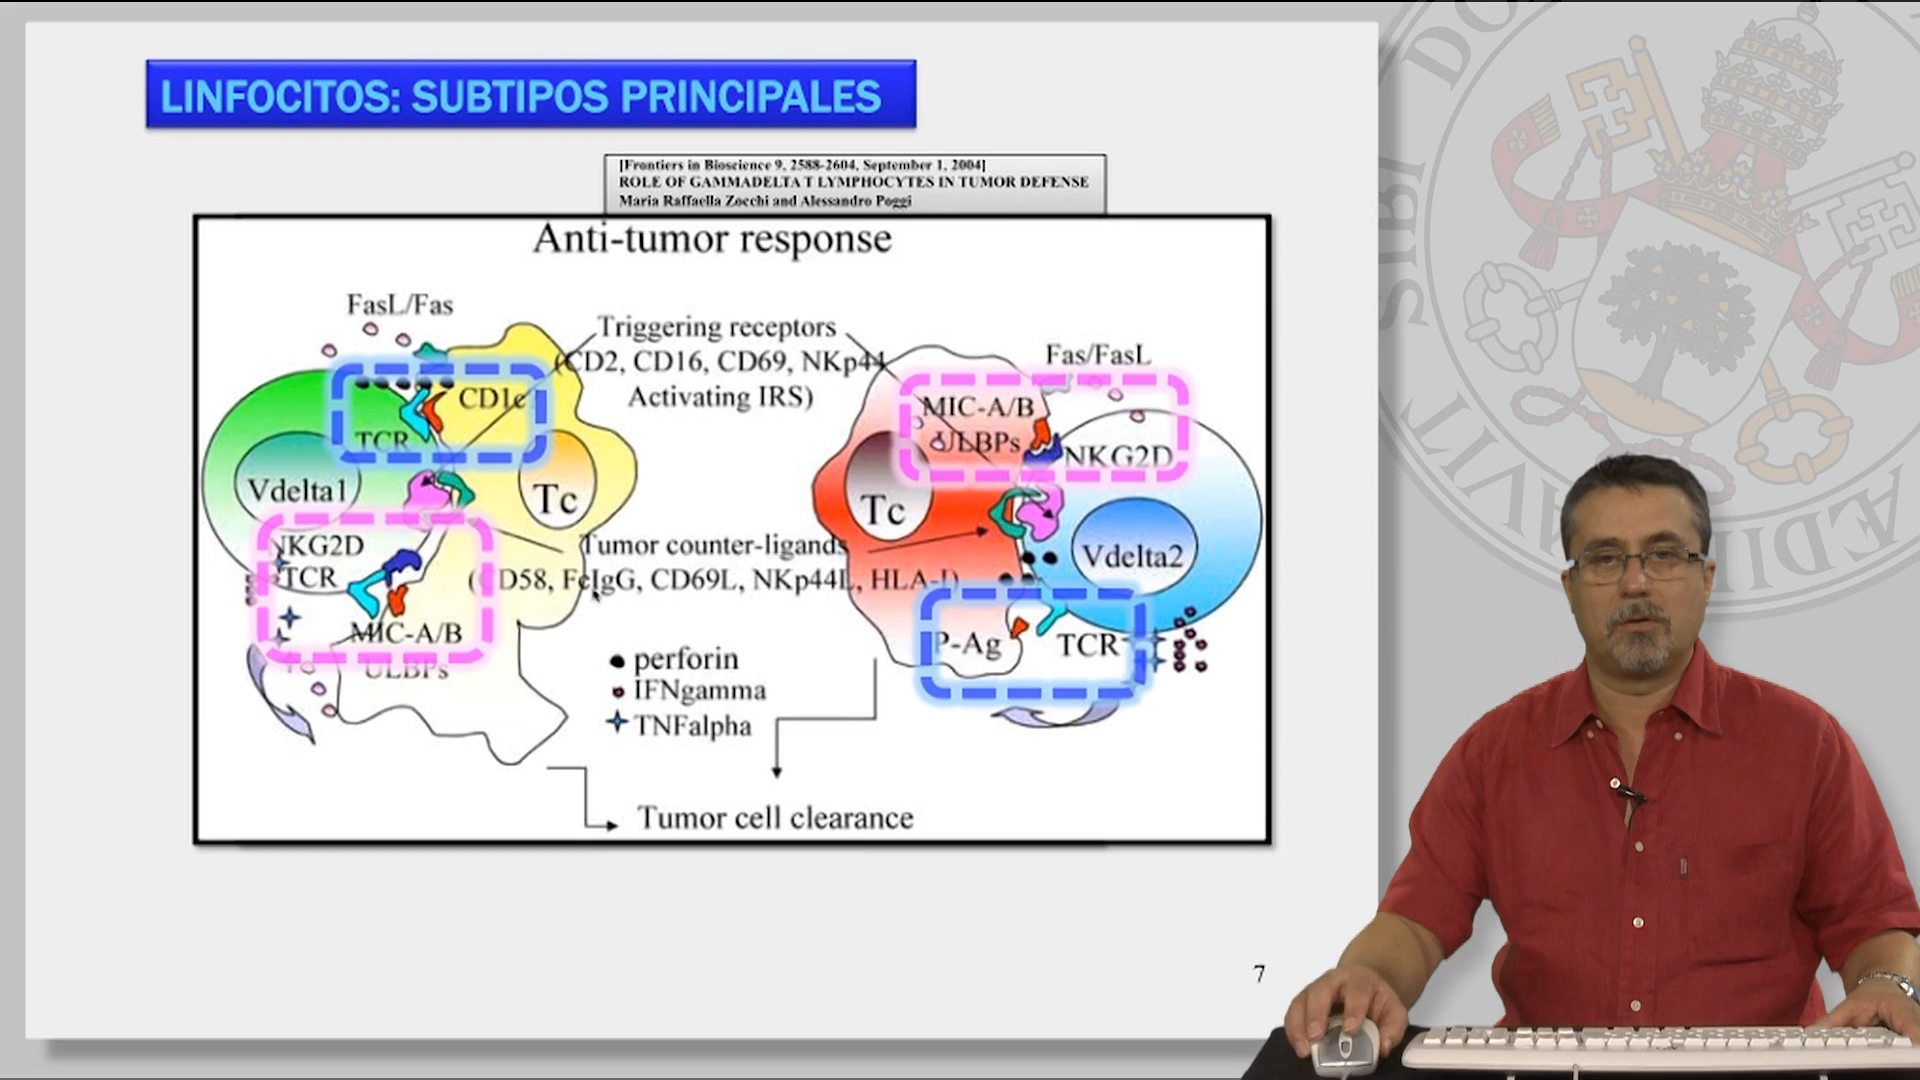 LINFOCITOS: SUBTIPOS PRINCIPALES
[Frontiers in Bioscience 9, 2588-2604, September 1, 2004]
ROLE OF GAMMADELTA T LYMPHOCYTES IN TUMOR DEFENSE
Maria Raffaella Zocchi and Alessandro Poggi
Anti-tumor response
FasL/Fas
Triggering receptors
(CD2, CD16, CD69, NKp44
Activating IRS)
Fas/FasL
CD1c
TCR
MIC-A/B
ULBPs
NKG2D
Vdelta1
Tc
Tc
Vdelta2
NKG2D
TCR
MIC-A/B
ULBPs
Tumor counter-ligands
(CD58, FcIgG, CD69L, NKp44L, HLA-I)
P-Ag
TCR
perforin
IFNgamma
TNFalpha
Tumor cell clearance
7
SIBI